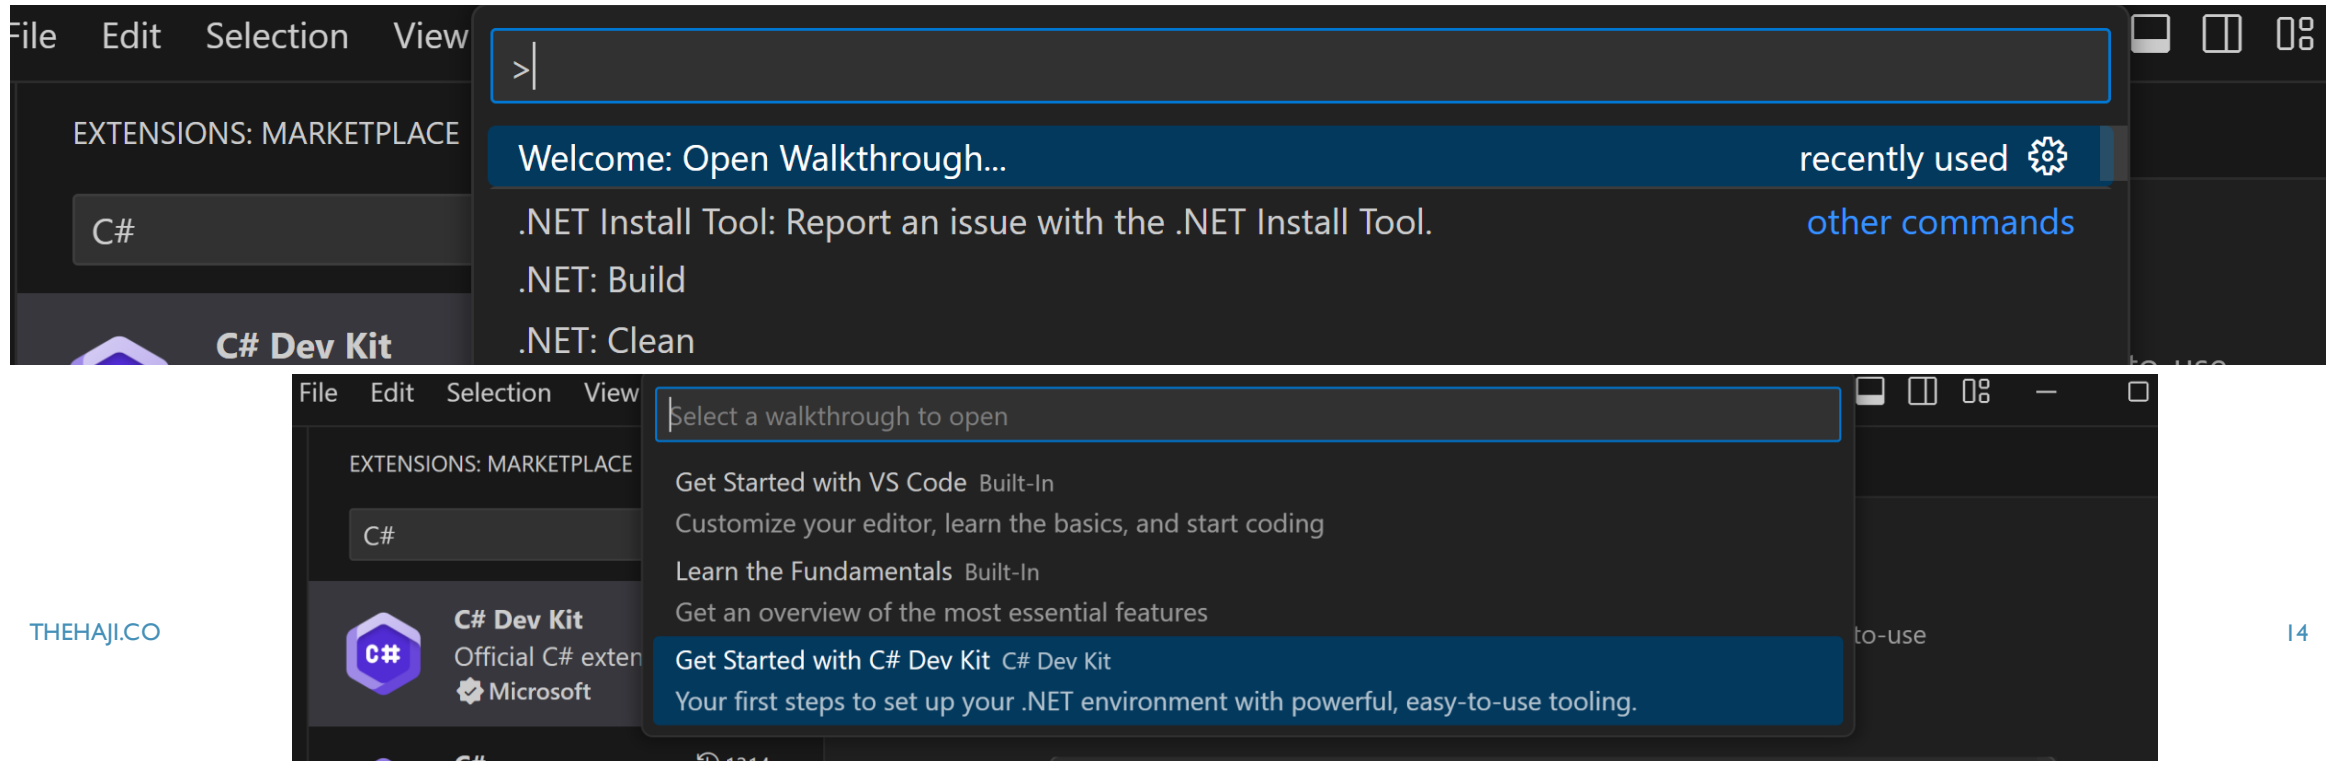 File Edit Selection View
>
EXTENSIONS: MARKETPLACE
Welcome: Open Walkthrough... recently used
C#
.NET Install Tool: Report an issue with the .NET Install Tool. other commands
.NET: Build
.NET: Clean
C# Dev Kit
to-use
File Edit Selection View
Select a walkthrough to open
EXTENSIONS: MARKETPLACE
C#
Get Started with VS Code Built-In
Customize your editor, learn the basics, and start coding
Learn the Fundamentals Built-In
Get an overview of the most essential features
Get Started with C# Dev Kit C# Dev Kit
Your first steps to set up your .NET environment with powerful, easy-to-use tooling.
C#
C# Dev Kit
Official C# exten
Microsoft
to-use
C#
THEHAJI.CO
14